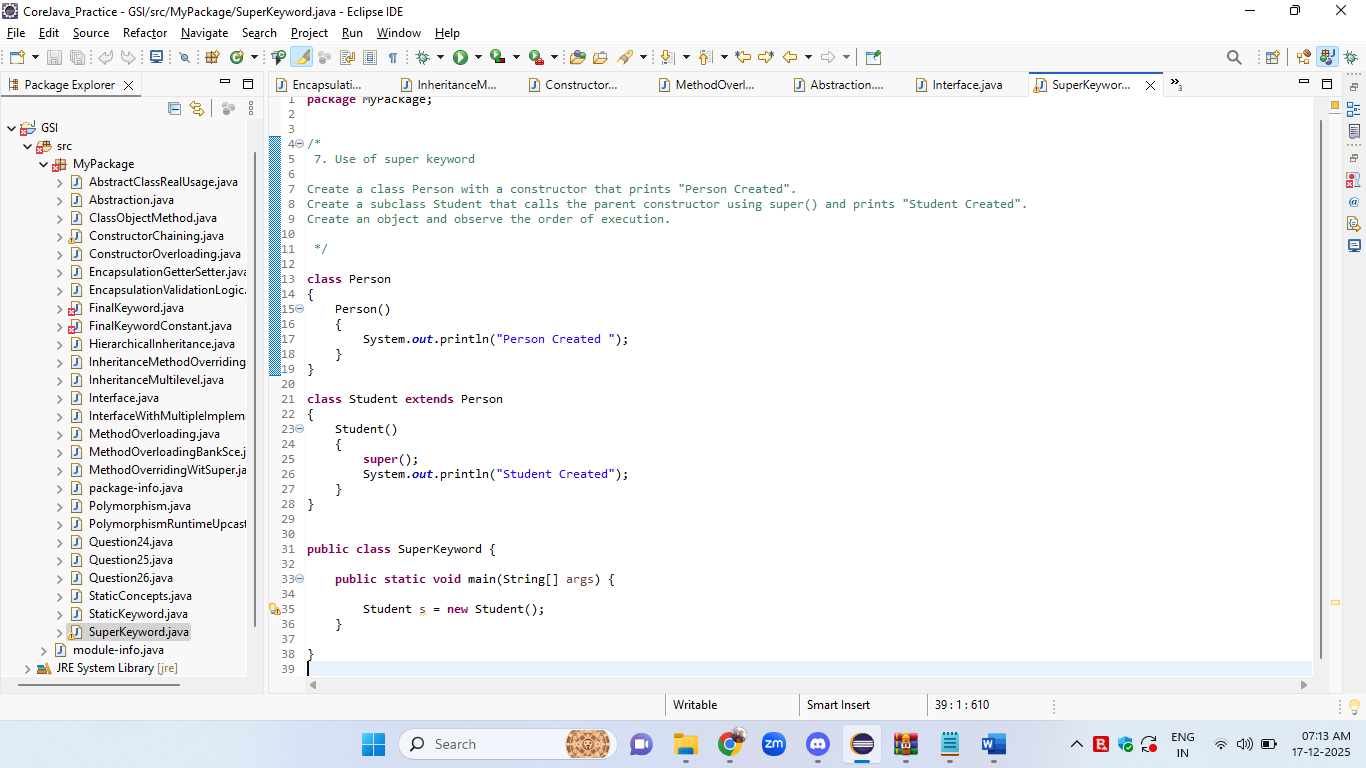 CoreJava_Practice - GSI/src/MyPackage/SuperKeyword.java - Eclipse IDE
File Edit Source Refactor Navigate Search Project Run Window Help
Package Explorer
Encapsulati... InheritanceM... Constructor... MethodOverl... Abstraction.... Interface.java SuperKeywor... »3
GSI
src
MyPackage
AbstractClassRealUsage.java
Abstraction.java
ClassObjectMethod.java
ConstructorChaining.java
ConstructorOverloading.java
EncapsulationGetterSetter.java
EncapsulationValidationLogic.
FinalKeyword.java
FinalKeywordConstant.java
HierarchicalInheritance.java
InheritanceMethodOverriding
InheritanceMultilevel.java
Interface.java
InterfaceWithMultipleImplem
MethodOverloading.java
MethodOverloadingBankSce.j
MethodOverridingWitSuper.ja
package-info.java
Polymorphism.java
PolymorphismRuntimeUpcast
Question24.java
Question25.java
Question26.java
StaticConcepts.java
StaticKeyword.java
SuperKeyword.java
module-info.java
JRE System Library [jre]
1 package MyPackage;
2
3
4 /*
5 7. Use of super keyword
6
7 Create a class Person with a constructor that prints "Person Created".
8 Create a subclass Student that calls the parent constructor using super() and prints "Student Created".
9 Create an object and observe the order of execution.
10
11 */
12
13 class Person
14 {
15 Person()
16 {
17 System.out.println("Person Created ");
18 }
19 }
20
21 class Student extends Person
22 {
23 Student()
24 {
25 super();
26 System.out.println("Student Created");
27 }
28 }
29
30
31 public class SuperKeyword {
32
33 public static void main(String[] args) {
34
35 Student s = new Student();
36 }
37
38 }
39
Writable Smart Insert 39 : 1 : 610
Search
zm
W
ENG
IN
07:13 AM
17-12-2025